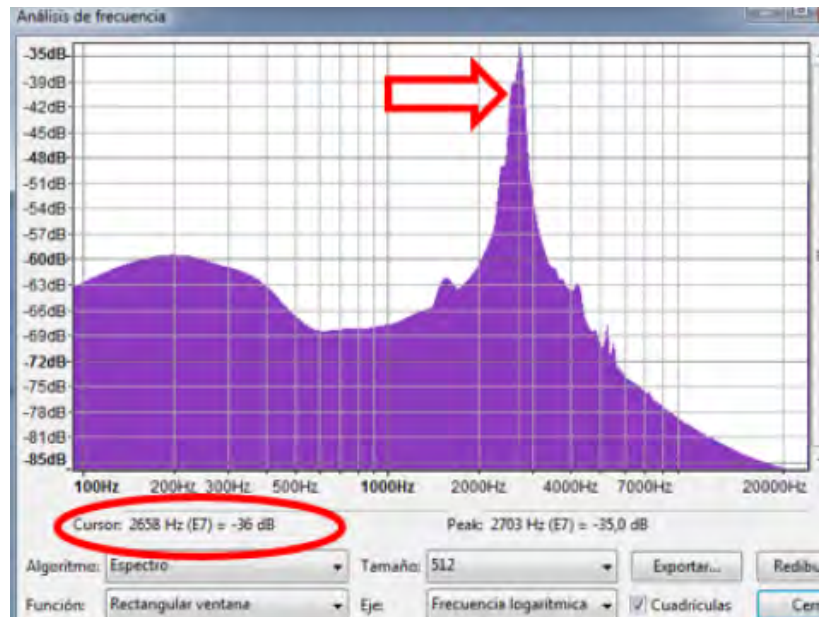 Análisis de frecuencia
-35dB
-39dB
-42dB
-45dB
-48dB
-51dB
-54dB
-57dB
-60dB
-63dB
-66dB
-69dB
-72dB
-75dB
-78dB
-81dB
-85dB
100Hz 200Hz 300Hz 500Hz 1000Hz 2000Hz 4000Hz 7000Hz 20000Hz
Cursor: 2658 Hz (E7) = -36 dB Peak: 2703 Hz (E7) = -35,0 dB
Algoritmo: Espectro Tamaño: 512 Exportar... Redibu
Función: Rectangular ventana Eje: Frecuencia logarítmica Cuadrículas Cerr